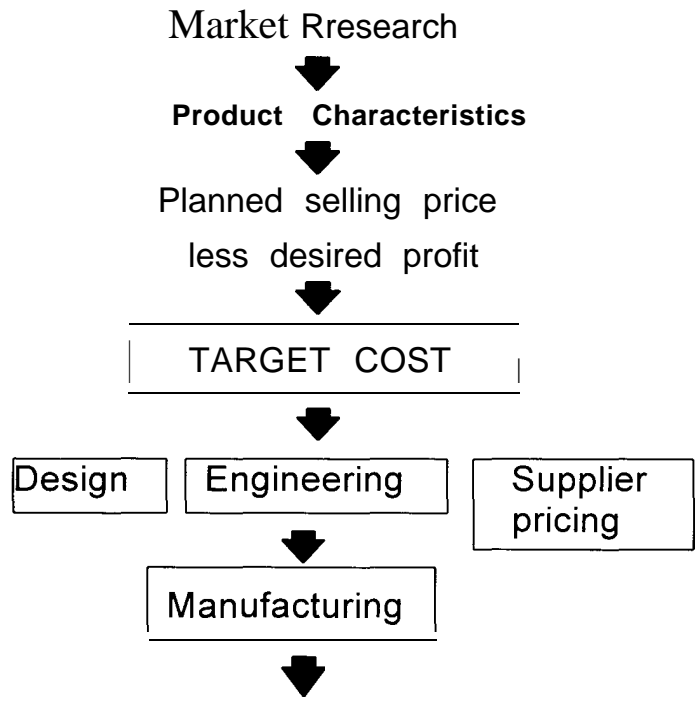 Market Rresearch
Product Characteristics
Planned selling price
less desired profit
TARGET COST
Design
Engineering
Supplier
pricing
Manufacturing